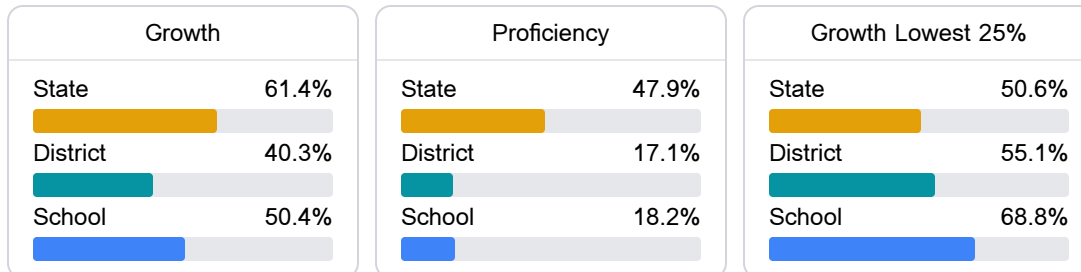 Growth
State 61.4%
District 40.3%
School 50.4%
Proficiency
State 47.9%
District 17.1%
School 18.2%
Growth Lowest 25%
State 50.6%
District 55.1%
School 68.8%